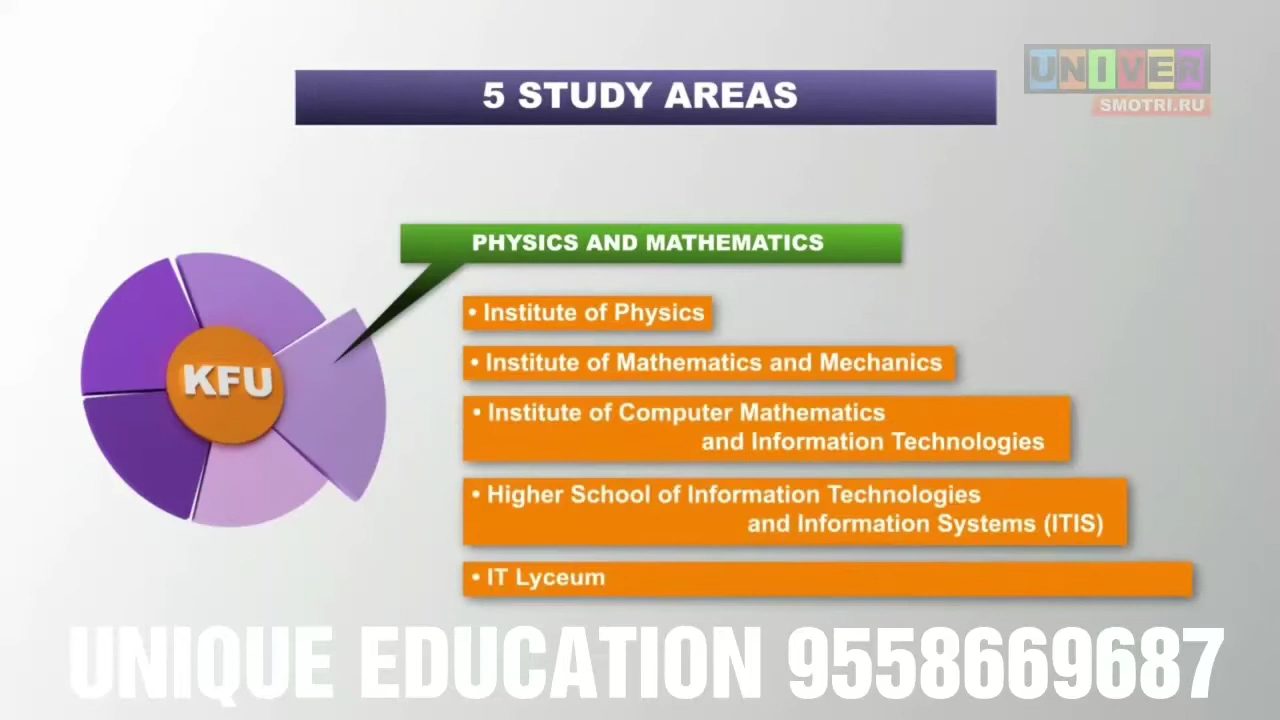 UNIVER
SMOTRI.RU
5 STUDY AREAS
PHYSICS AND MATHEMATICS
KFU
• Institute of Physics
• Institute of Mathematics and Mechanics
• Institute of Computer Mathematics
and Information Technologies
• Higher School of Information Technologies
and Information Systems (ITIS)
• IT Lyceum
UNIQUE EDUCATION 9558669687